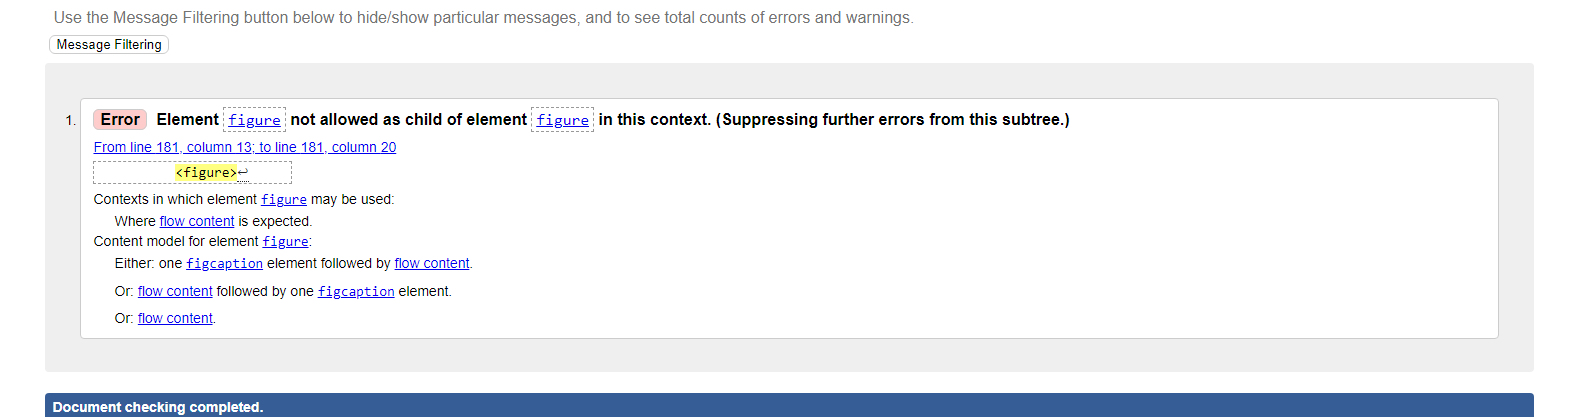 Use the Message Filtering button below to hide/show particular messages, and to see total counts of errors and warnings.
Message Filtering
1. Error Element figure not allowed as child of element figure in this context. (Suppressing further errors from this subtree.)
From line 181, column 13; to line 181, column 20
<figure>↩
Contexts in which element figure may be used:
Where flow content is expected.
Content model for element figure:
Either: one figcaption element followed by flow content.
Or: flow content followed by one figcaption element.
Or: flow content.
Document checking completed.